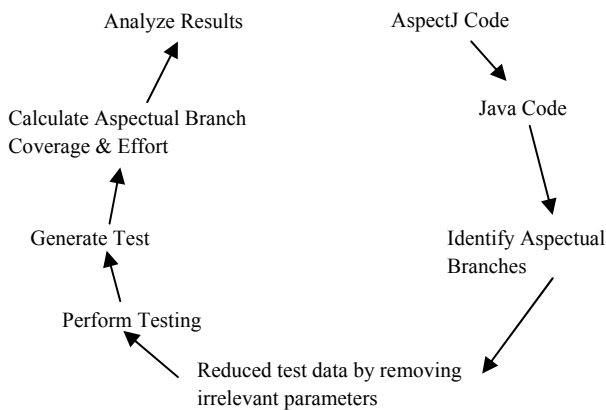 Analyze Results
AspectJ Code
Calculate Aspectual Branch
Coverage & Effort
Java Code
Generate Test
Identify Aspectual
Branches
Perform Testing
Reduced test data by removing
irrelevant parameters